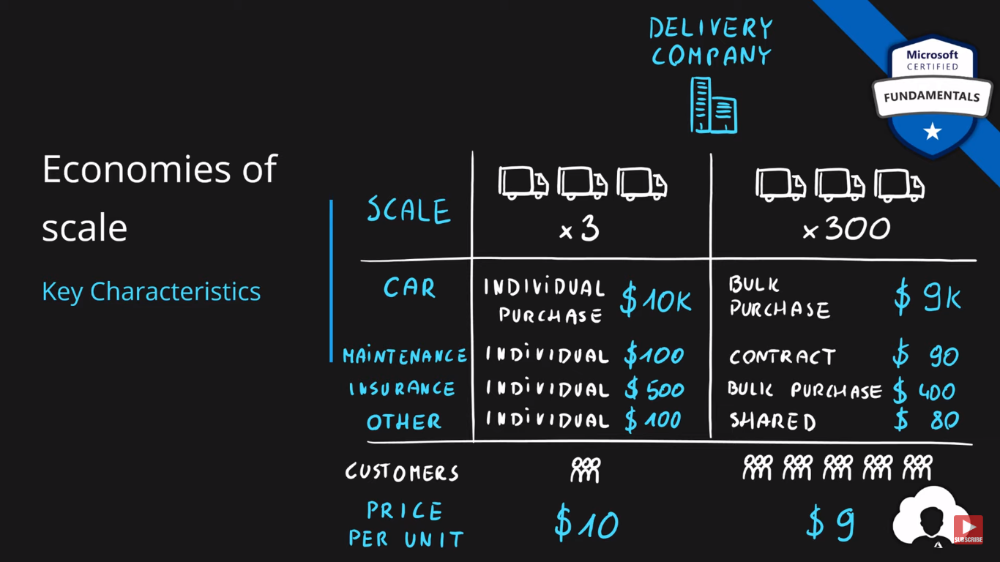 DELIVERY
COMPANY
Microsoft
CERTIFIED
FUNDAMENTALS
Economies of
scale
Key Characteristics
SCALE
x 3
x 300
CAR
INDIVIDUAL
PURCHASE
$ 10K
BULK
PURCHASE
$ 9K
MAINTENANCE INDIVIDUAL $ 100 CONTRACT $ 90
INSURANCE INDIVIDUAL $ 500 BULK PURCHASE $ 400
OTHER INDIVIDUAL $ 100 SHARED $ 80
CUSTOMERS
PRICE
PER UNIT
$ 10
$ 9
SUBSCRIBE